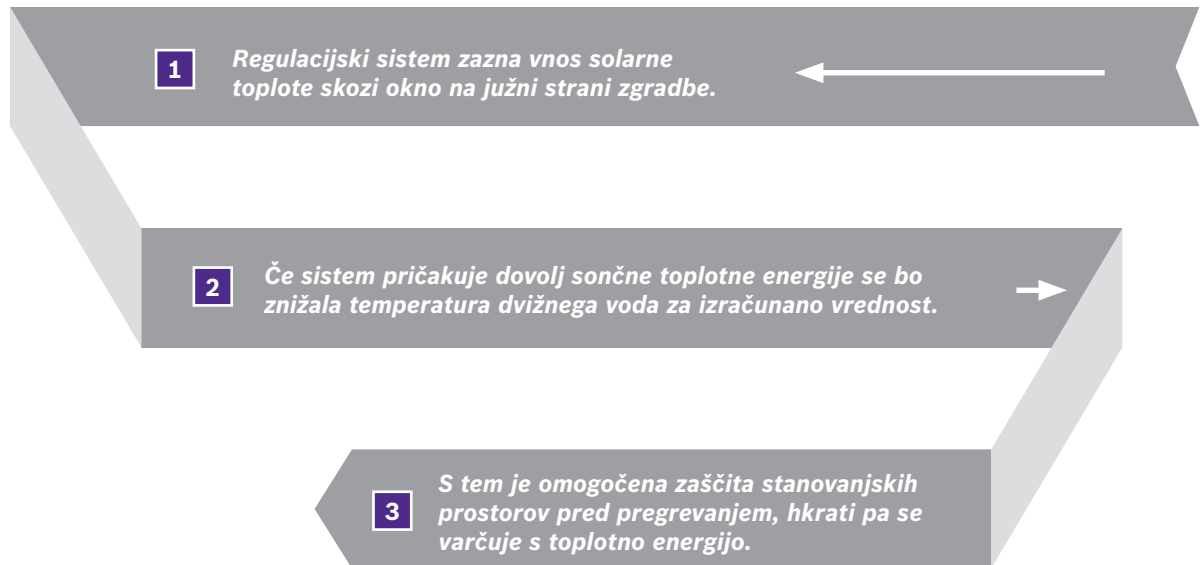 1
Regulacijski sistem zazna vnos solarne
toplote skozi okno na južni strani zgradbe.
2
Če sistem pričakuje dovolj sončne toplotne energije se bo
znižala temperatura dvižnega voda za izračunano vrednost.
3
S tem je omogočena zaščita stanovanjskih
prostorov pred pregrevanjem, hkrati pa se
varčuje s toplotno energijo.